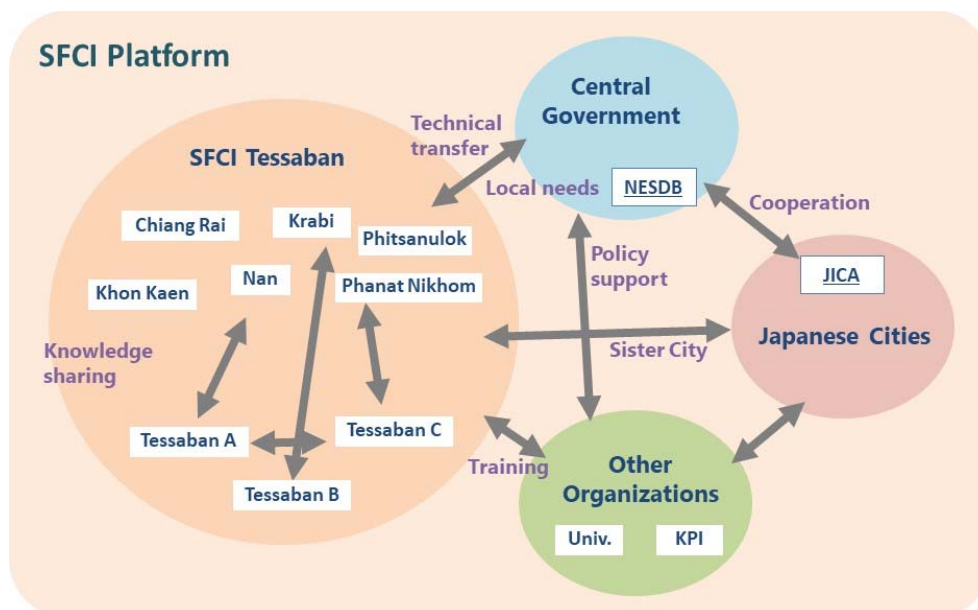 SFCI Platform
Central
Government
NESDB
Technical
transfer
Local needs
Cooperation
SFCI Tessaban
Chiang Rai
Krabi
Phitsanulok
Khon Kaen
Nan
Phanat Nikhom
Policy
support
JICA
Japanese Cities
Sister City
Knowledge
sharing
Tessaban A
Tessaban C
Tessaban B
Training
Other
Organizations
Univ.
KPI